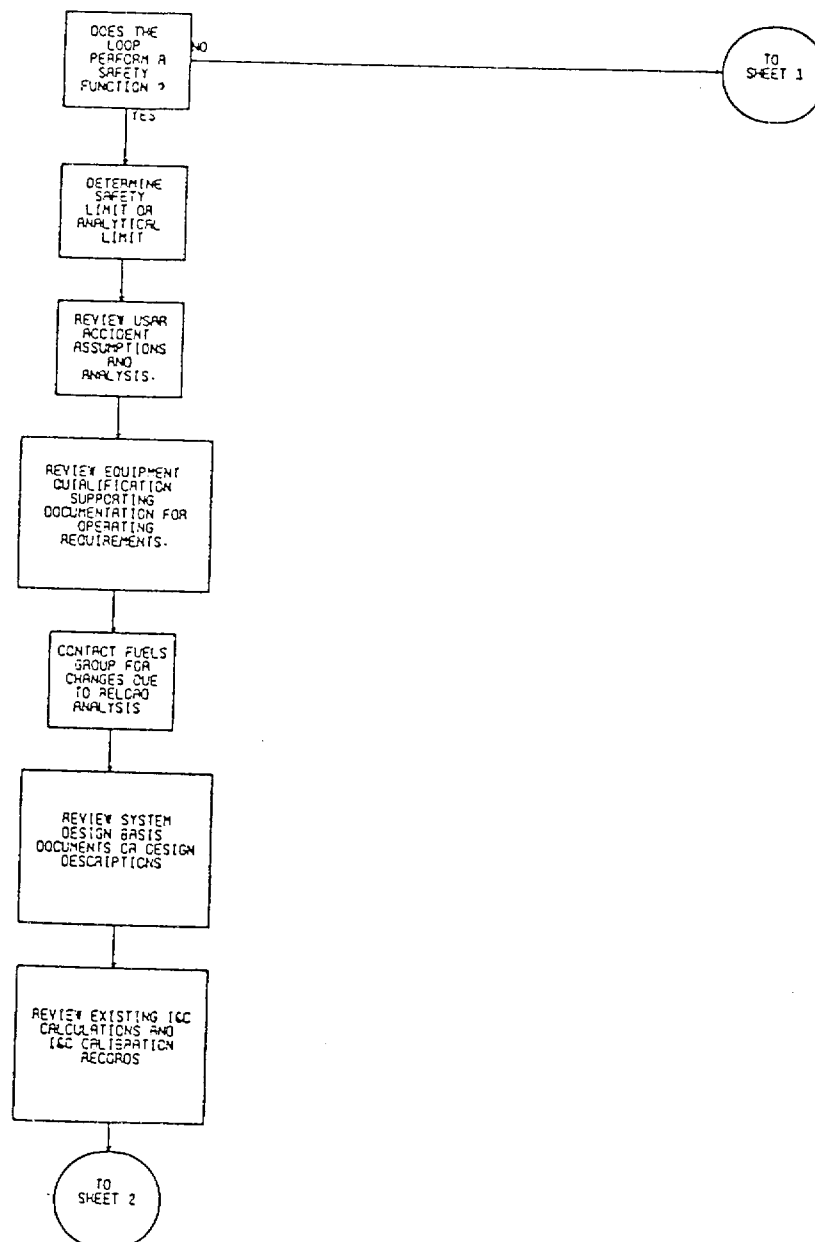 DOES THE
LOOP
PERFORM A
SAFETY
FUNCTION ?
NO
TO
SHEET 1
YES
DETERMINE
SAFETY
LIMIT OR
ANALYTICAL
LIMIT
REVIEW USAR
ACCIDENT
ASSUMPTIONS
AND
ANALYSIS.
REVIEW EQUIPMENT
QUIALIFICATION
SUPPORTING
DOCUMENTATION FOR
OPERATING
REQUIREMENTS.
CONTACT FUELS
GROUP FOR
CHANGES DUE
TO RELOAD
ANALYSIS
REVIEW SYSTEM
DESIGN BASIS
DOCUMENTS OR DESIGN
DESCRIPTIONS
REVIEW EXISTING I&C
CALCULATIONS AND
I&C CALIBRATION
RECORDS
TO
SHEET 2